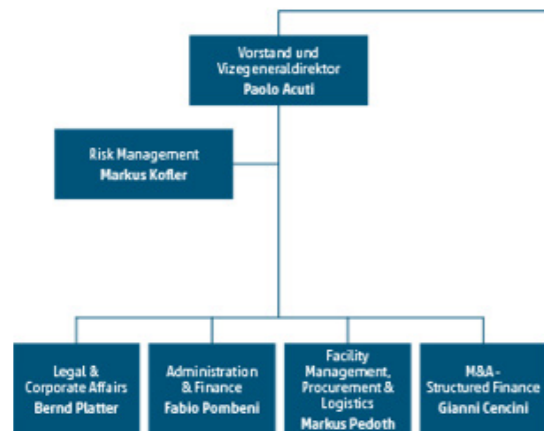 Vorstand und
Vizegeneraldirektor
Paolo Acuti
Risk Management
Markus Kofler
Legal &
Corporate Affairs
Bernd Platter
Administration
& Finance
Fabio Pombeni
Facility
Management,
Procurement &
Logistics
Markus Pedoth
M&A -
Structured Finance
Gianni Cencini